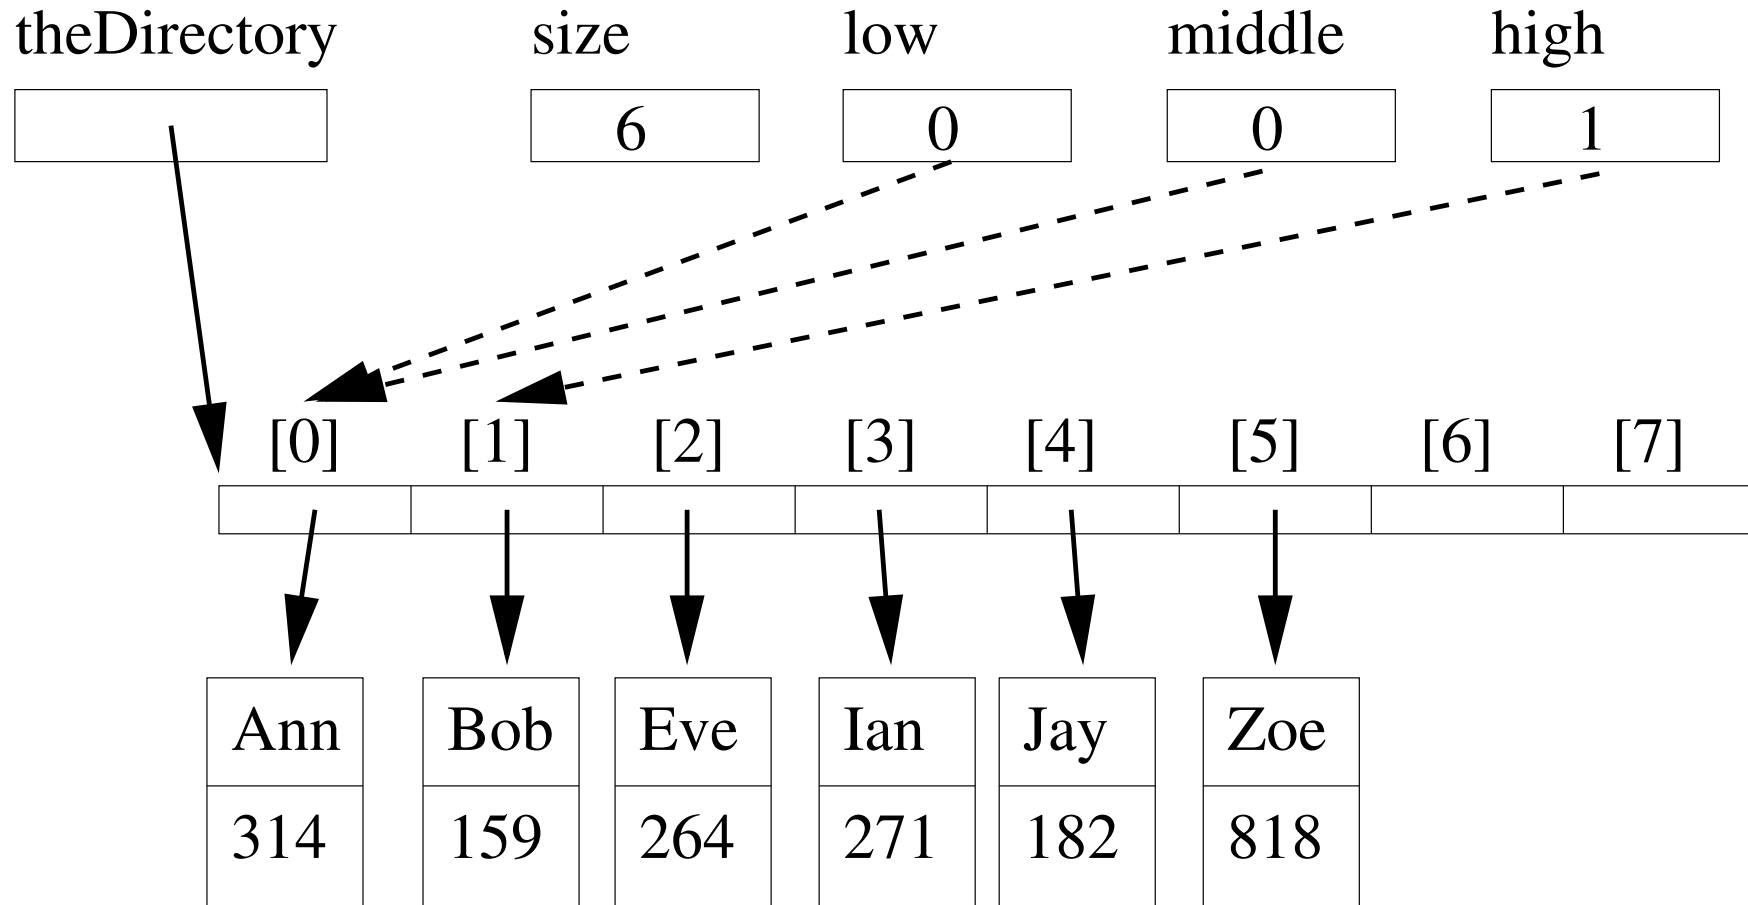 theDirectory size low middle high
6 0 0 1
[0] [1] [2] [3] [4] [5] [6] [7]
Ann Bob Eve Ian Jay Zoe
314 159 264 271 182 818